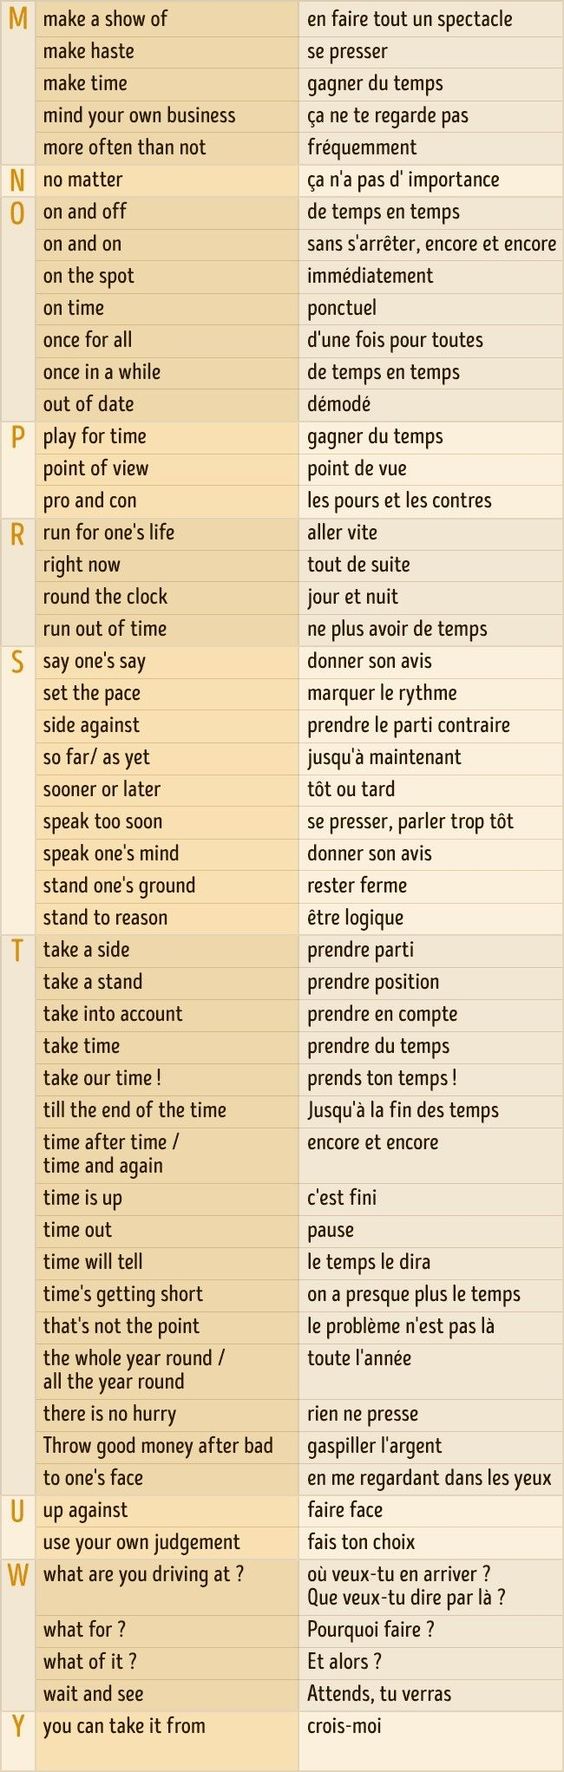 M make a show of en faire tout un spectacle
make haste se presser
make time gagner du temps
mind your own business ça ne te regarde pas
more often than not fréquemment
N no matter ça n'a pas d' importance
O on and off de temps en temps
on and on sans s'arrêter, encore et encore
on the spot immédiatement
on time ponctuel
once for all d'une fois pour toutes
once in a while de temps en temps
out of date démodé
P play for time gagner du temps
point of view point de vue
pro and con les pours et les contres
R run for one's life aller vite
right now tout de suite
round the clock jour et nuit
run out of time ne plus avoir de temps
S say one's say donner son avis
set the pace marquer le rythme
side against prendre le parti contraire
so far/ as yet jusqu'à maintenant
sooner or later tôt ou tard
speak too soon se presser, parler trop tôt
speak one's mind donner son avis
stand one's ground rester ferme
stand to reason être logique
T take a side prendre parti
take a stand prendre position
take into account prendre en compte
take time prendre du temps
take our time ! prends ton temps !
till the end of the time Jusqu'à la fin des temps
time after time / encore et encore
time and again
time is up c'est fini
time out pause
time will tell le temps le dira
time's getting short on a presque plus le temps
that's not the point le problème n'est pas là
the whole year round / toute l'année
all the year round
there is no hurry rien ne presse
Throw good money after bad gaspiller l'argent
to one's face en me regardant dans les yeux
U up against faire face
use your own judgement fais ton choix
W what are you driving at ? où veux-tu en arriver ?
Que veux-tu dire par là ?
what for ? Pourquoi faire ?
what of it ? Et alors ?
wait and see Attends, tu verras
Y you can take it from crois-moi